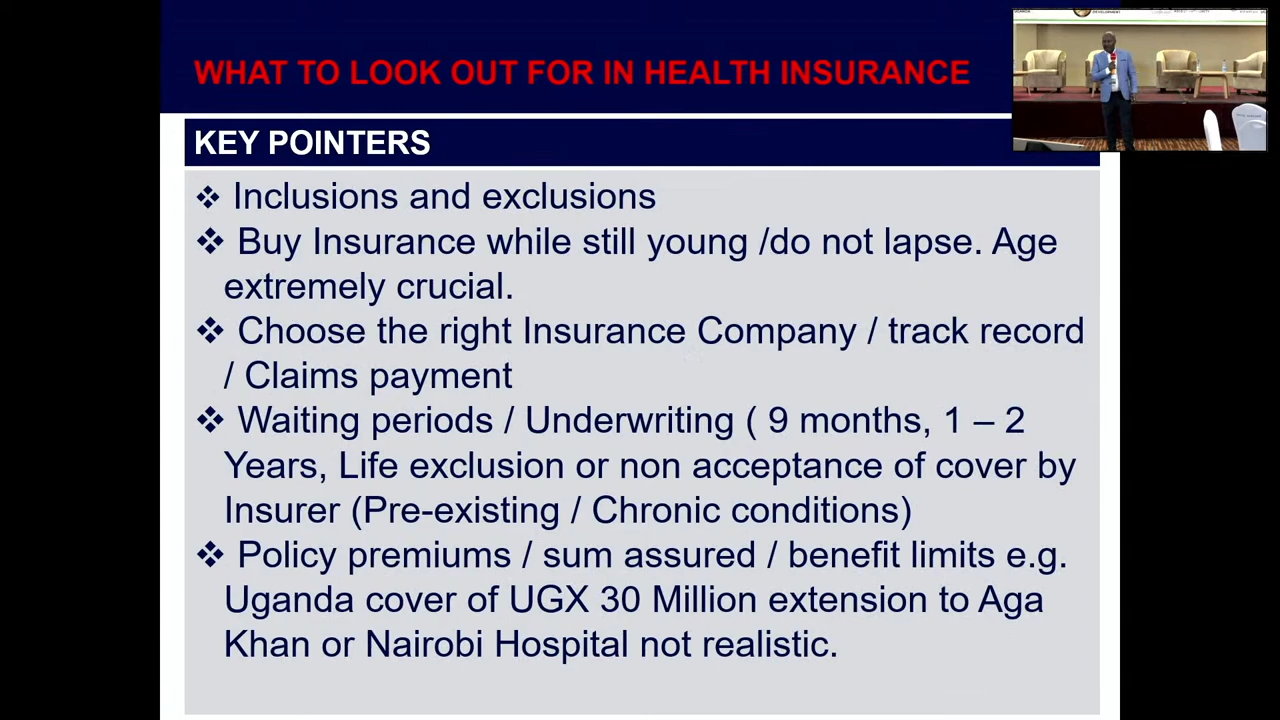 WHAT TO LOOK OUT FOR IN HEALTH INSURANCE
KEY POINTERS
❖ Inclusions and exclusions
❖ Buy Insurance while still young /do not lapse. Age
extremely crucial.
❖ Choose the right Insurance Company / track record
/ Claims payment
❖ Waiting periods / Underwriting ( 9 months, 1 – 2
Years, Life exclusion or non acceptance of cover by
Insurer (Pre-existing / Chronic conditions)
❖ Policy premiums / sum assured / benefit limits e.g.
Uganda cover of UGX 30 Million extension to Aga
Khan or Nairobi Hospital not realistic.